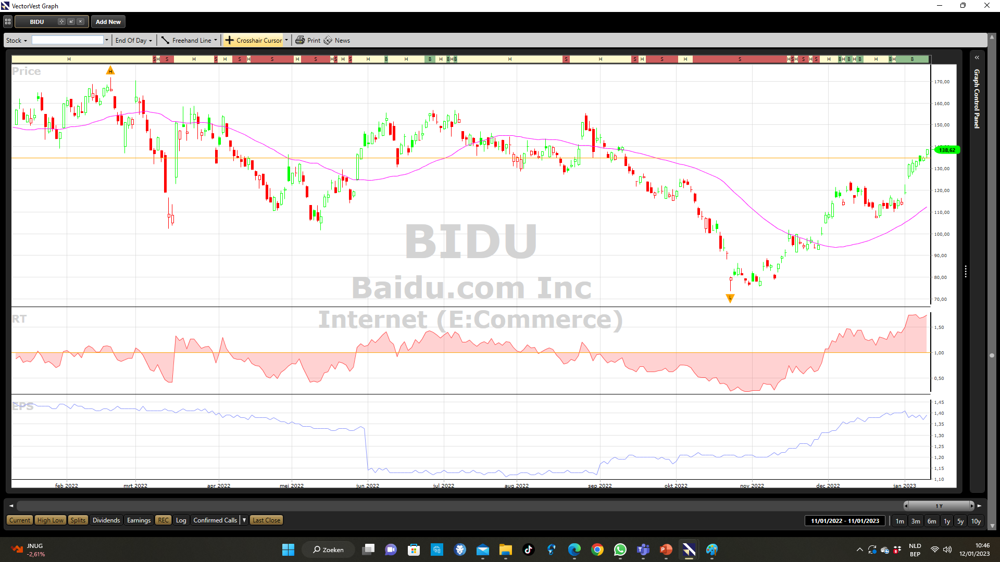 VectorVest Graph
BIDU Add New
Stock End Of Day Freehand Line Crosshair Cursor Print News
H S H S H S H S H S H S H S H S H B H B H B H B H S H S H S H S H S H S H S H B H B H B H B H B
Price
H
170,00
160,00
150,00
140,00
138,62
130,00
120,00
110,00
100,00
90,00
80,00
70,00
L
BIDU
Baidu.com Inc
Internet (E:Commerce)
RT
1,50
1,00
0,50
EPS
1,45
1,40
1,35
1,30
1,25
1,20
1,15
1,10
feb 2022 mrt 2022 apr 2022 mei 2022 jun 2022 jul 2022 aug 2022 sep 2022 okt 2022 nov 2022 dec 2022 jan 2023
Graph Control Panel
1 Y
Current High Low Splits Dividends Earnings REC Log Confirmed Calls Last Close 11/01/2022 - 11/01/2023 1m 3m 6m 1y 5y 10y
JNUG
-2,61%
Zoeken
NLD
BEP
10:46
12/01/2023